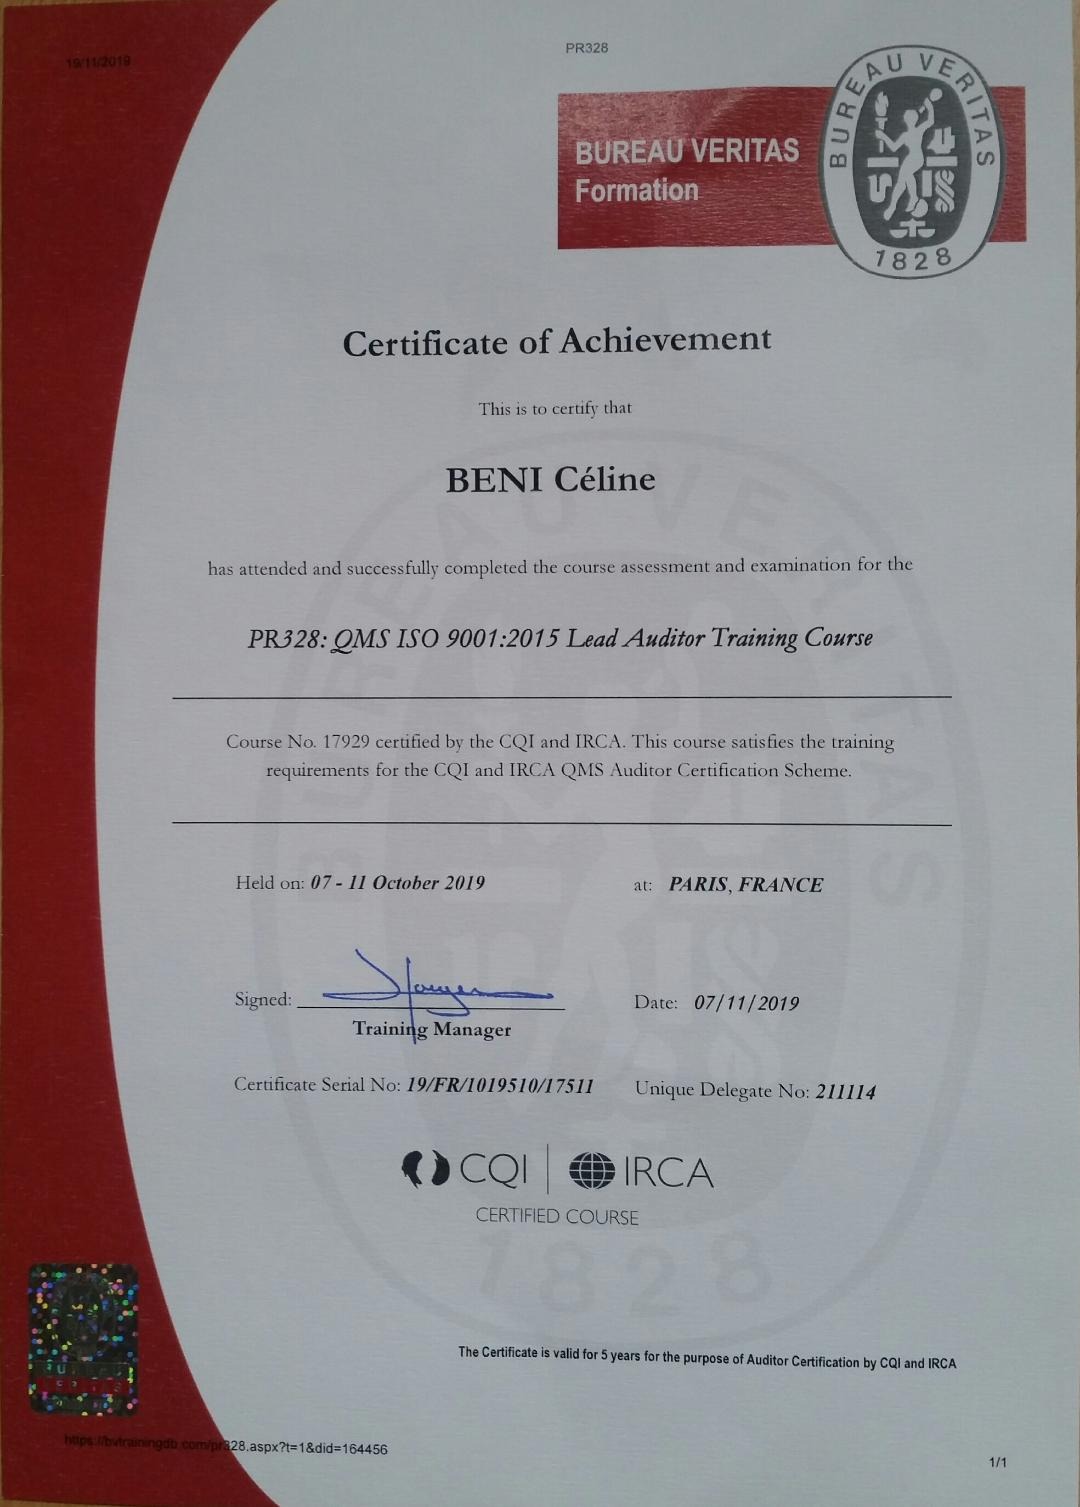 PR328
19/11/2019
BUREAU VERITAS
Formation
BUREAU VERITAS
1828
Certificate of Achievement
This is to certify that
BENI Céline
has attended and successfully completed the course assessment and examination for the
PR328: QMS ISO 9001:2015 Lead Auditor Training Course
Course No. 17929 certified by the CQI and IRCA. This course satisfies the training
requirements for the CQI and IRCA QMS Auditor Certification Scheme.
Held on: 07 - 11 October 2019 at: PARIS, FRANCE
Signed: Date: 07/11/2019
Training Manager
Certificate Serial No: 19/FR/1019510/17511 Unique Delegate No: 211114
CQI | IRCA
CERTIFIED COURSE
BUREAU VERITAS
1828
The Certificate is valid for 5 years for the purpose of Auditor Certification by CQI and IRCA
https://bvtrainingdb.com/pr328.aspx?t=1&did=164456
1/1